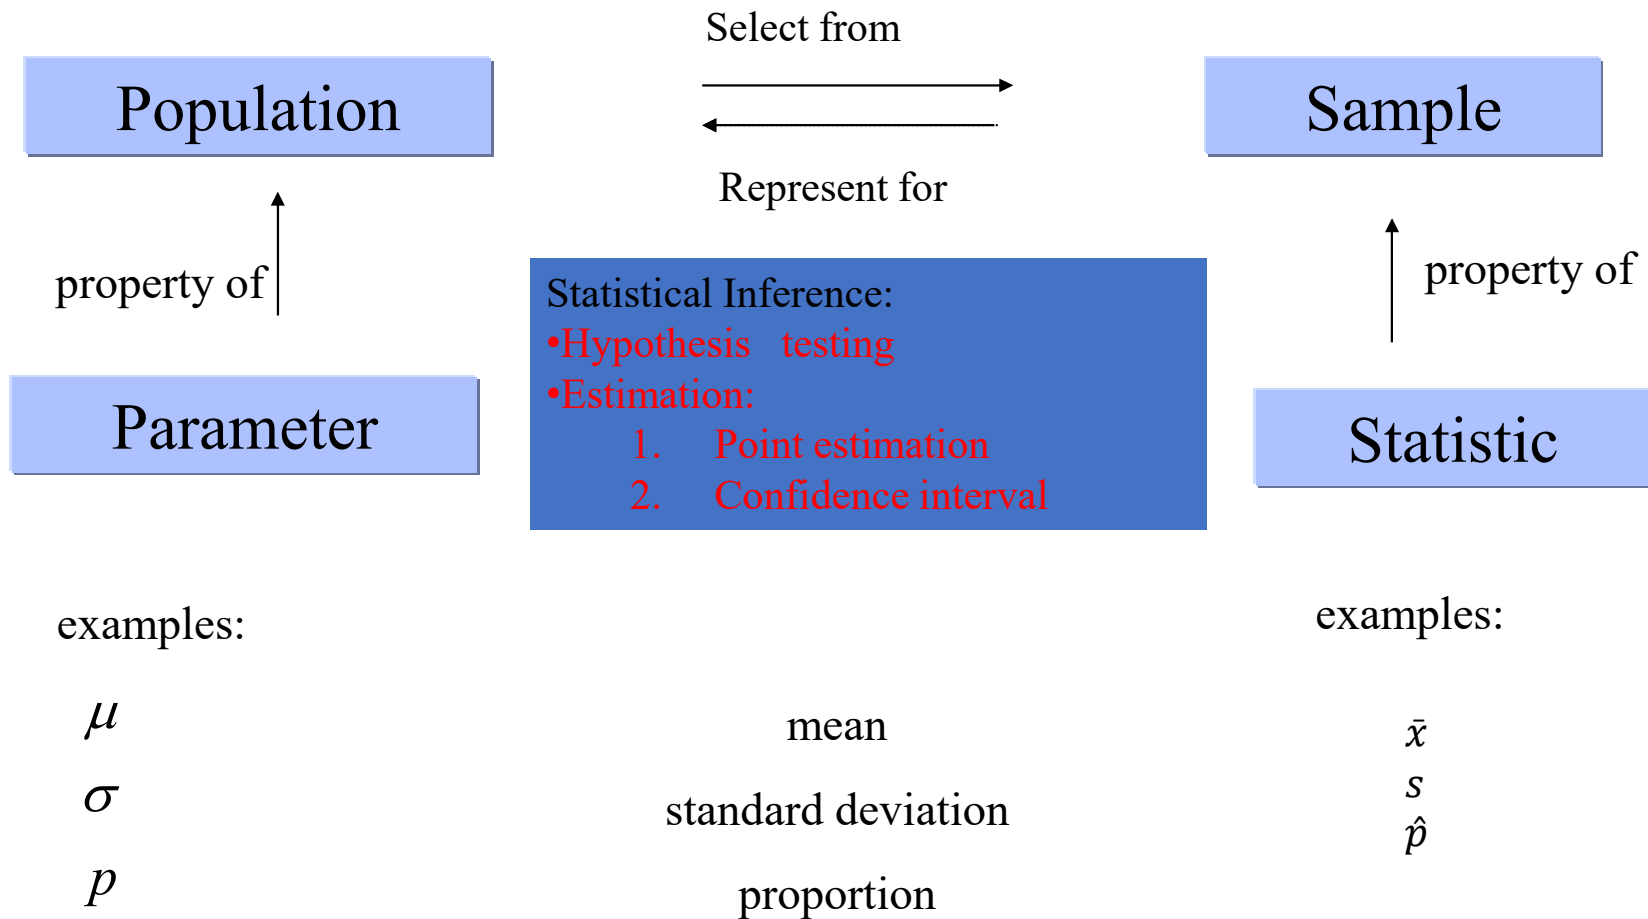 Select from
Population
Sample
Represent for
property of
property of
Statistical Inference:
•Hypothesis testing
•Estimation:
1. Point estimation
2. Confidence interval
Parameter
Statistic
examples:
examples:
μ mean x̄
σ standard deviation s
p proportion p̂